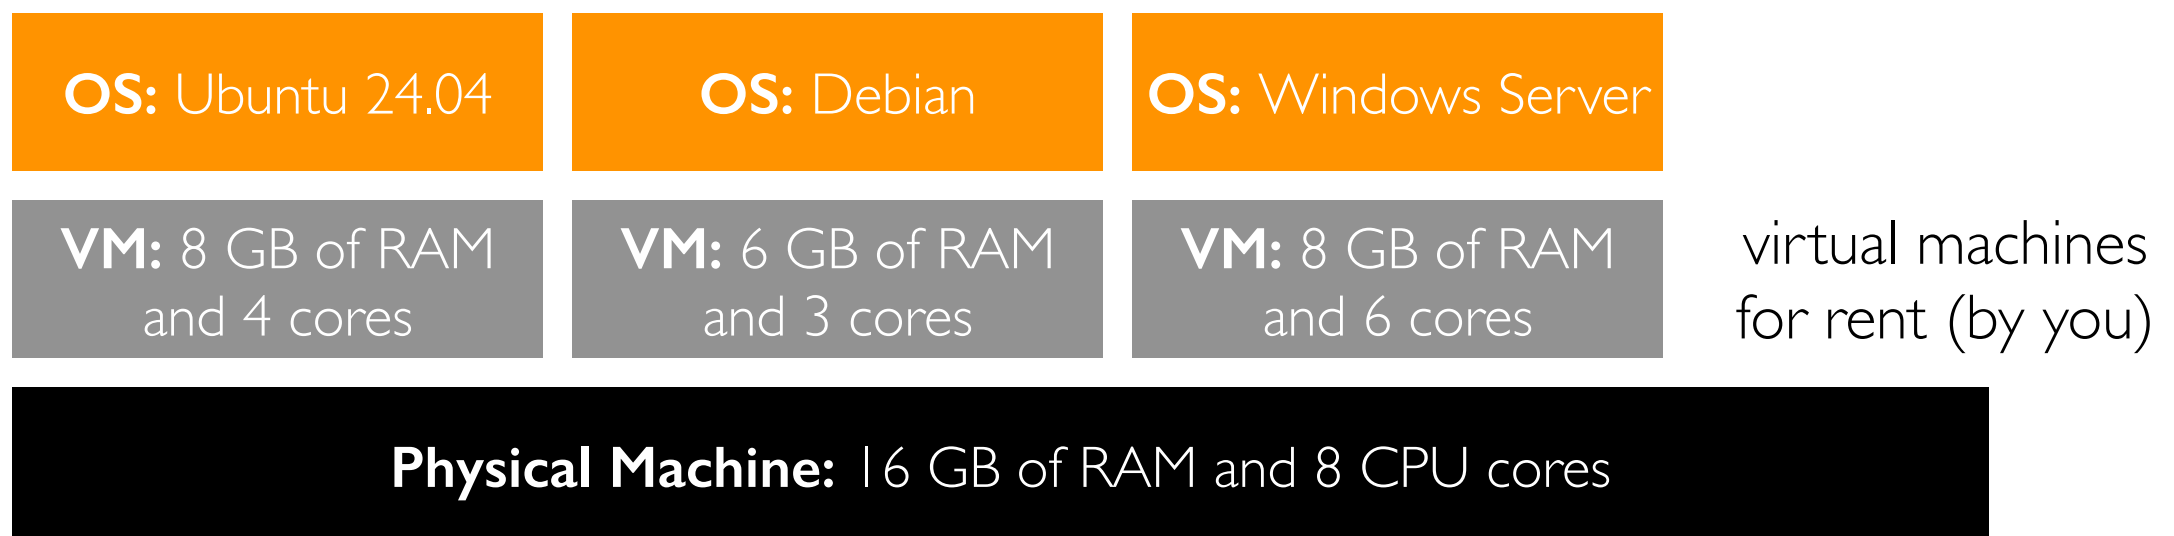 OS: Ubuntu 24.04
OS: Debian
OS: Windows Server
VM: 8 GB of RAM
and 4 cores
VM: 6 GB of RAM
and 3 cores
VM: 8 GB of RAM
and 6 cores
virtual machines
for rent (by you)
Physical Machine: 16 GB of RAM and 8 CPU cores